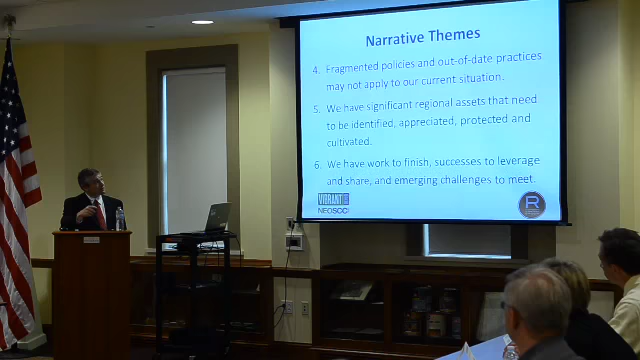 Narrative Themes
4. Fragmented policies and out-of-date practices
may not apply to our current situation.
5. We have significant regional assets that need
to be identified, appreciated, protected and
cultivated.
6. We have work to finish, successes to leverage
and share, and emerging challenges to meet.
VIBRANT
NEOSCC
R